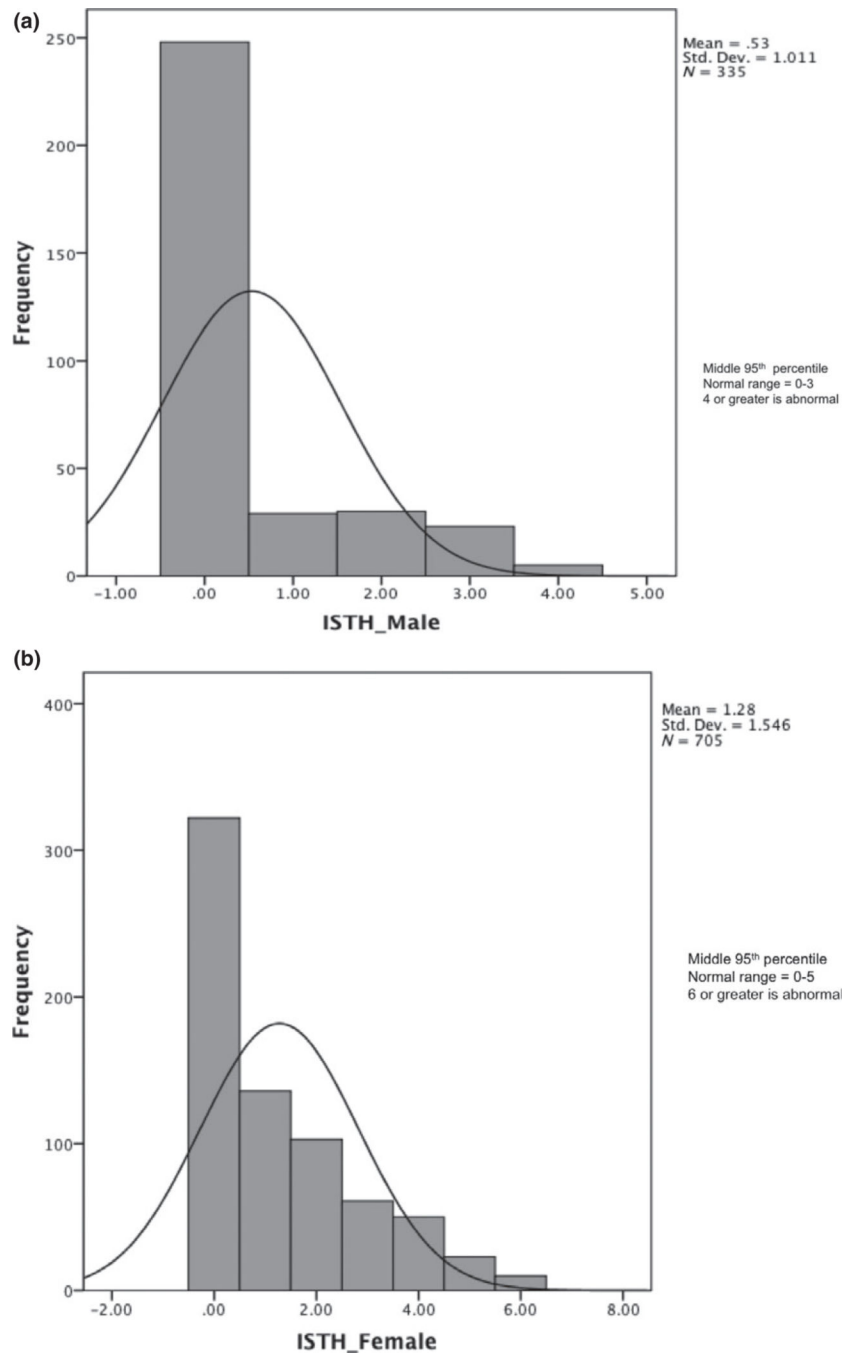 (a)
250
200
150
100
50
0
Frequency
-1.00 .00 1.00 2.00 3.00 4.00 5.00
ISTH_Male
Mean = .53
Std. Dev. = 1.011
N = 335
Middle 95th percentile
Normal range = 0-3
4 or greater is abnormal
(b)
400
300
200
100
0
Frequency
-2.00 .00 2.00 4.00 6.00 8.00
ISTH_Female
Mean = 1.28
Std. Dev. = 1.546
N = 705
Middle 95th percentile
Normal range = 0-5
6 or greater is abnormal